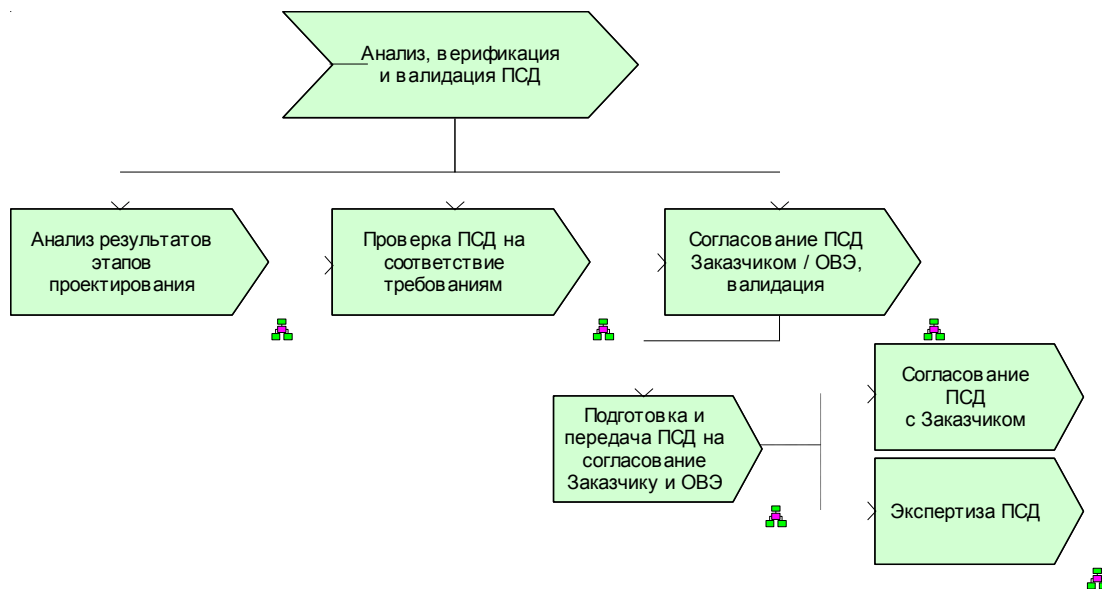 Анализ, верификация
и валидация ПСД
Анализ результатов
этапов
проектирования
Проверка ПСД на
соответствие
требованиям
Согласование ПСД
Заказчиком / ОВЭ,
валидация
Подготовка и
передача ПСД на
согласование
Заказчику и ОВЭ
Согласование
ПСД
с Заказчиком
Экспертиза ПСД